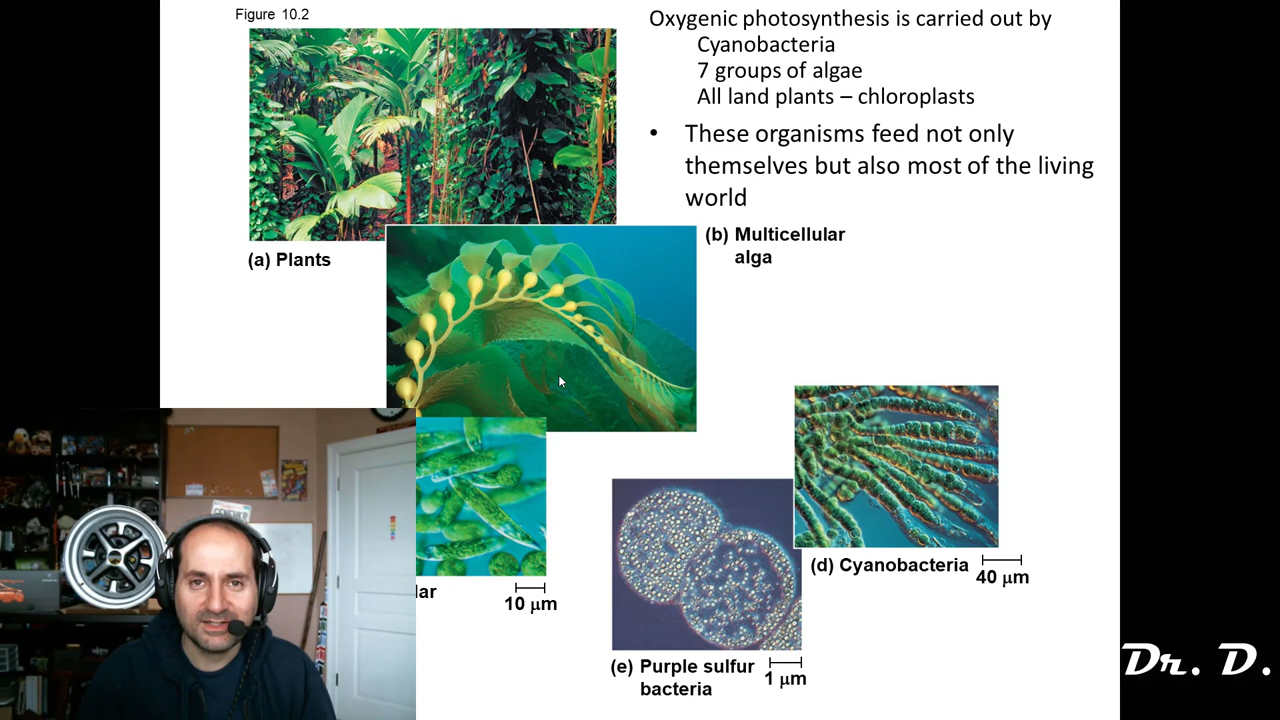 Figure 10.2
Oxygenic photosynthesis is carried out by
Cyanobacteria
7 groups of algae
All land plants – chloroplasts
• These organisms feed not only
themselves but also most of the living
world
(a) Plants
(b) Multicellular
alga
lar
10 μm
(d) Cyanobacteria
40 μm
(e) Purple sulfur
bacteria
1 μm
Dr. D.